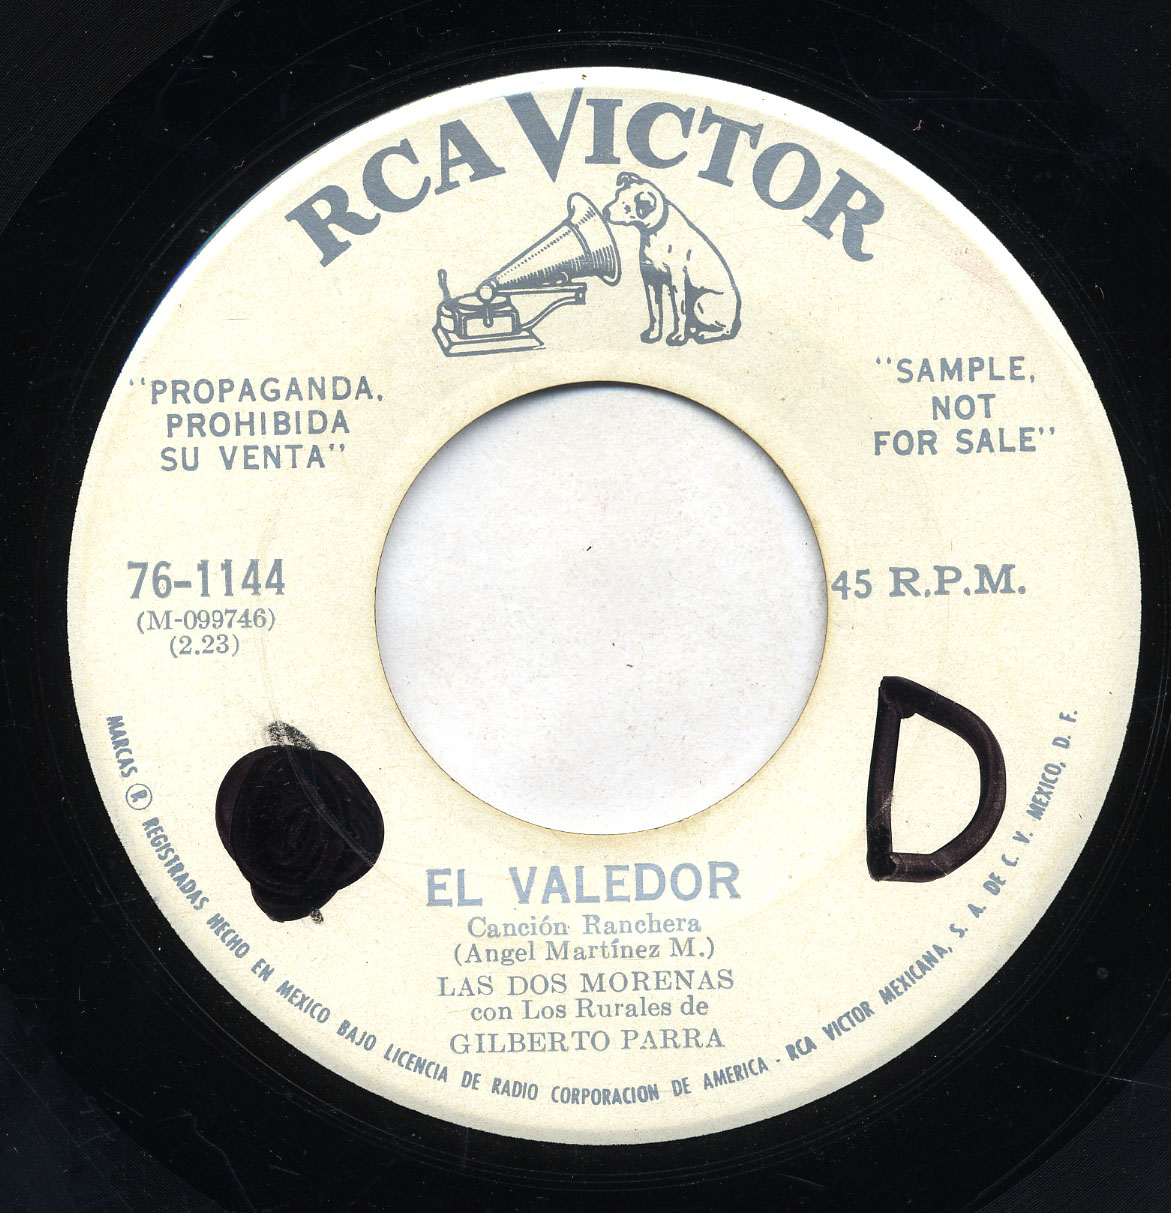 RCA VICTOR
"PROPAGANDA,
PROHIBIDA
SU VENTA"
"SAMPLE,
NOT
FOR SALE"
76-1144
(M-099746)
(2.23)
45 R.P.M.
D
EL VALEDOR
Canción Ranchera
(Angel Martínez M.)
LAS DOS MORENAS
con Los Rurales de
GILBERTO PARRA
MARCAS ® REGISTRADAS HECHO EN MEXICO BAJO LICENCIA DE RADIO CORPORACION DE AMERICA - RCA VICTOR MEXICANA, S. A. DE C. V. MEXICO, D. F.